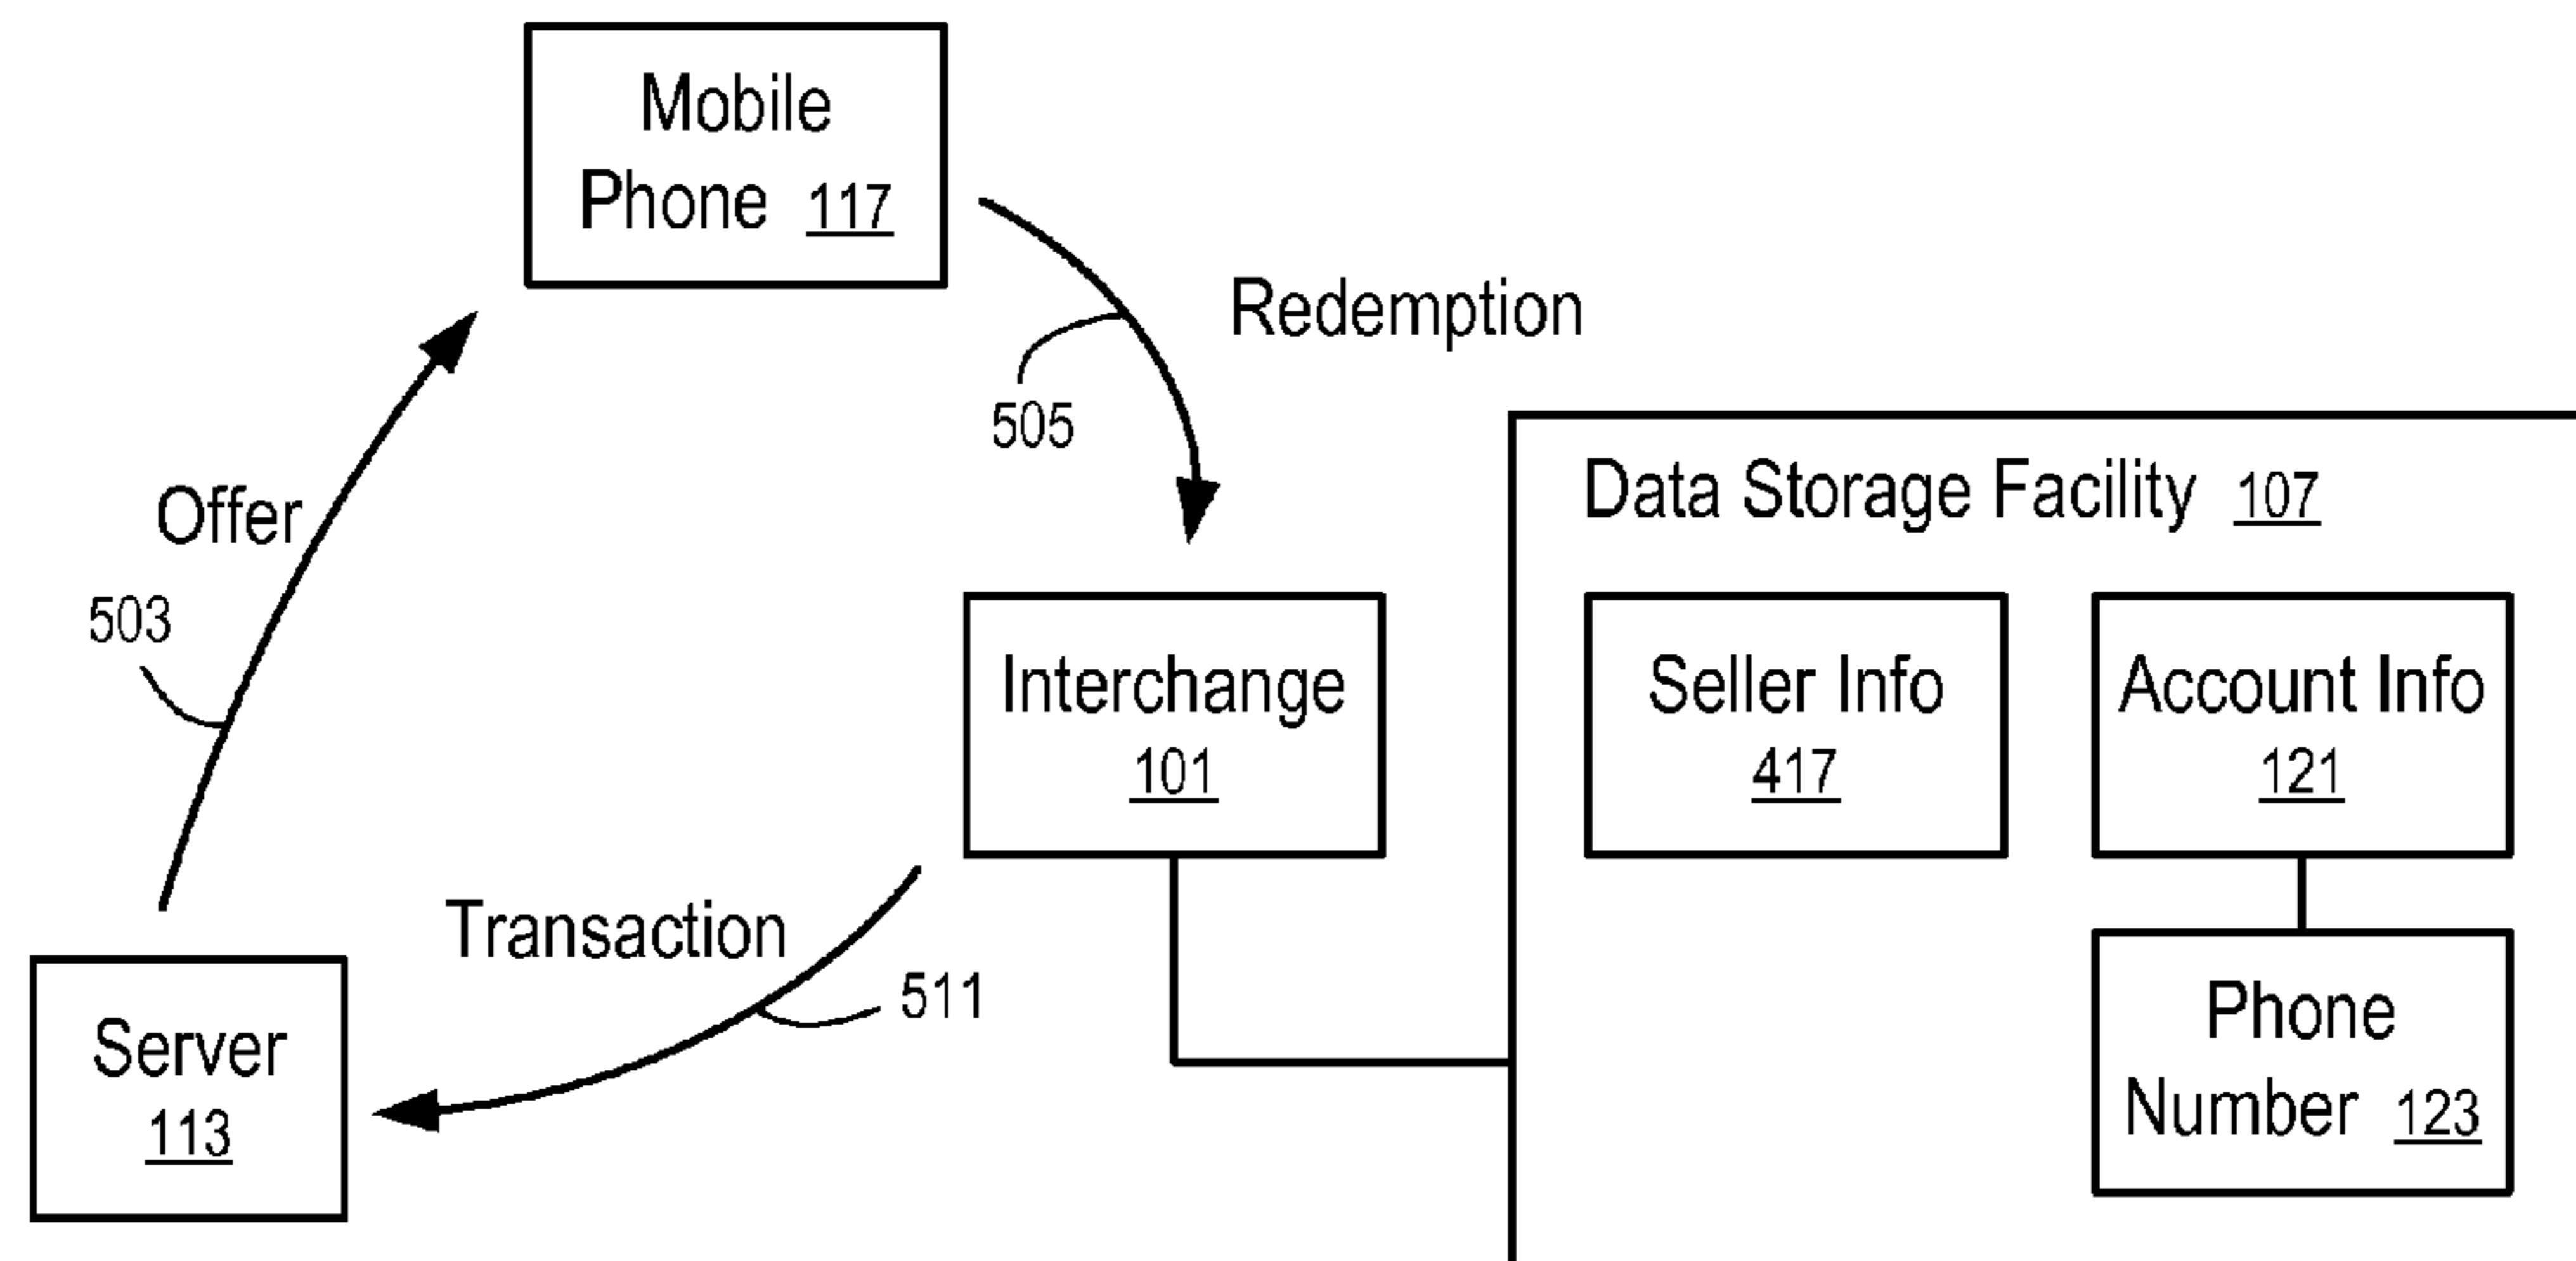 Mobile
Phone 117
Redemption
505
Offer
503
Data Storage Facility 107
Interchange
101
Seller Info
417
Account Info
121
Transaction
511
Server
113
Phone
Number 123